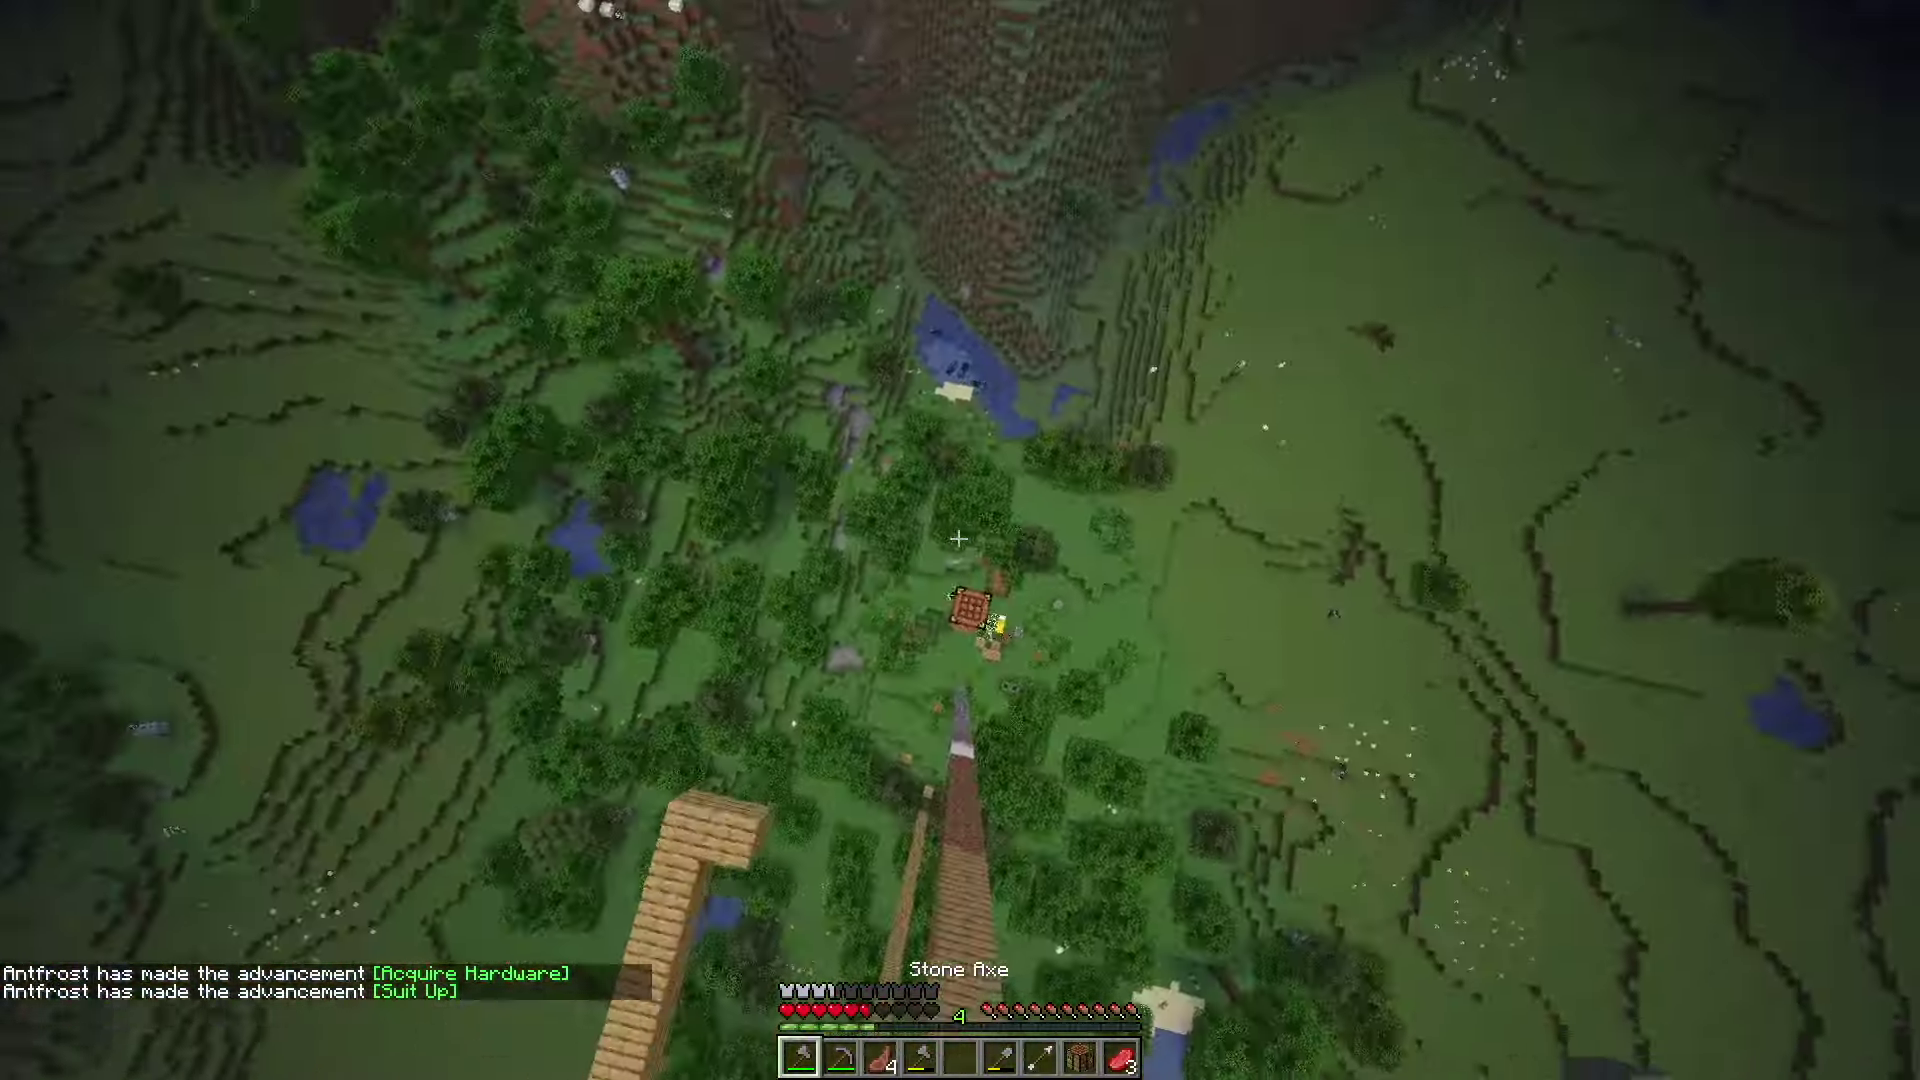 Antfrost has made the advancement [Acquire Hardware]
Antfrost has made the advancement [Suit Up]
Stone Axe
4
4
3